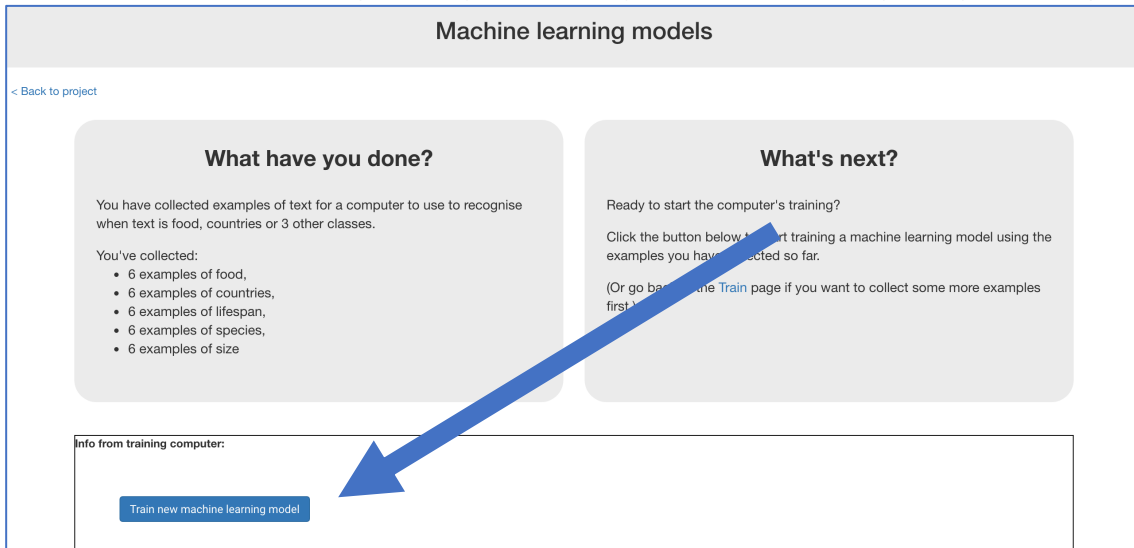 Machine learning models
< Back to project
What have you done?
You have collected examples of text for a computer to use to recognise
when text is food, countries or 3 other classes.
You've collected:
6 examples of food,
6 examples of countries,
6 examples of lifespan,
6 examples of species,
6 examples of size
What's next?
Ready to start the computer's training?
Click the button below training a machine learning model using the
examples you so far.
(Or go Train page if you want to collect some more examples
first
Info from training computer:
Train new machine learning model